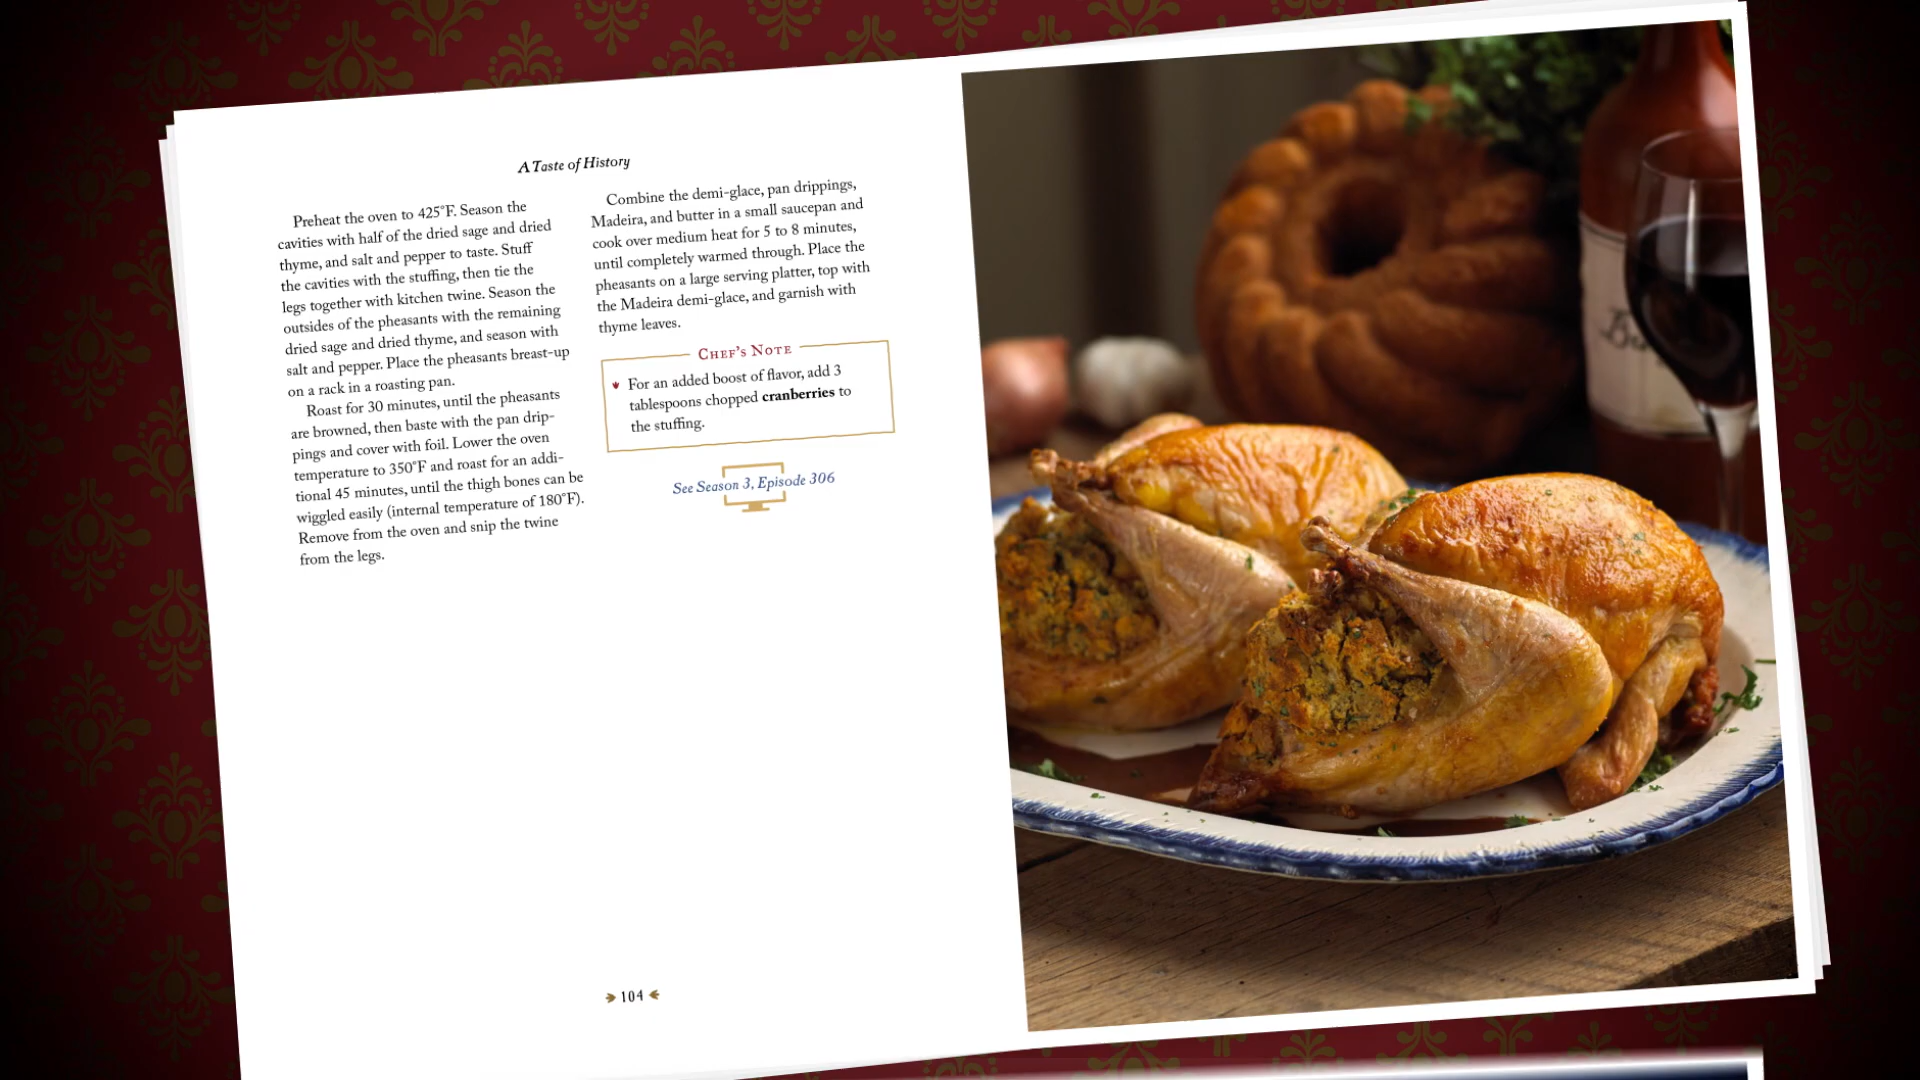 A Taste of History
Preheat the oven to 425°F. Season the
cavities with half of the dried sage and dried
thyme, and salt and pepper to taste. Stuff
the cavities with the stuffing, then tie the
legs together with kitchen twine. Season the
outsides of the pheasants with the remaining
dried sage and dried thyme, and season with
salt and pepper. Place the pheasants breast-up
on a rack in a roasting pan.
Roast for 30 minutes, until the pheasants
are browned, then baste with the pan drip-
pings and cover with foil. Lower the oven
temperature to 350°F and roast for an addi-
tional 45 minutes, until the thigh bones can be
wiggled easily (internal temperature of 180°F).
Remove from the oven and snip the twine
from the legs.
Combine the demi-glace, pan drippings,
Madeira, and butter in a small saucepan and
cook over medium heat for 5 to 8 minutes,
until completely warmed through. Place the
pheasants on a large serving platter, top with
the Madeira demi-glace, and garnish with
thyme leaves.
CHEF'S NOTE
For an added boost of flavor, add 3
tablespoons chopped cranberries to
the stuffing.
See Season 3, Episode 306
104